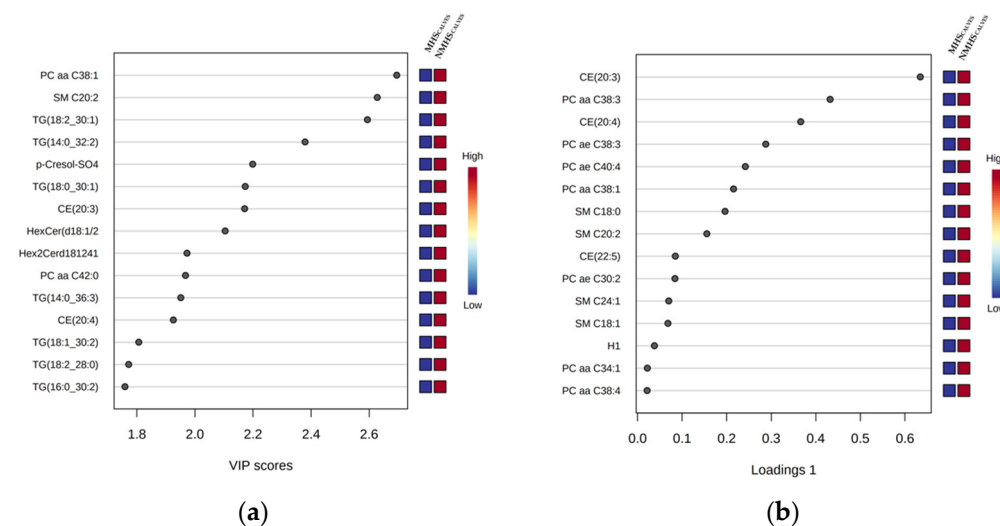 MHSCALVES
NMHSCALVES
PC aa C38:1
SM C20:2
TG(18:2_30:1)
TG(14:0_32:2)
p-Cresol-SO4
TG(18:0_30:1)
CE(20:3)
HexCer(d18:1/2
Hex2Cerd181241
PC aa C42:0
TG(14:0_36:3)
CE(20:4)
TG(18:1_30:2)
TG(18:2_28:0)
TG(16:0_30:2)
High
Low
1.8 2.0 2.2 2.4 2.6
VIP scores
(a)
MHSCALVES
NMHSCALVES
CE(20:3)
PC aa C38:3
CE(20:4)
PC ae C38:3
PC ae C40:4
PC aa C38:1
SM C18:0
SM C20:2
CE(22:5)
PC ae C30:2
SM C24:1
SM C18:1
H1
PC aa C34:1
PC aa C38:4
Hig
Low
0.0 0.1 0.2 0.3 0.4 0.5 0.6
Loadings 1
(b)